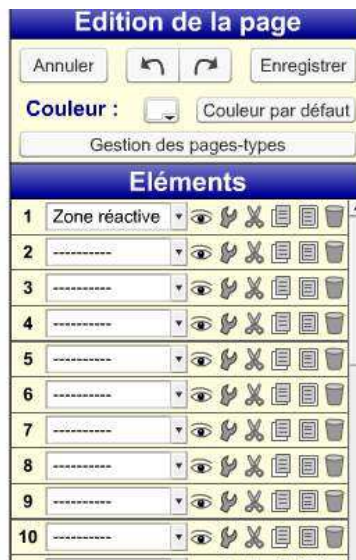 Edition de la page
Annuler Enregistrer
Couleur : Couleur par défaut
Gestion des pages-types
Eléments
1 Zone réactive
2 ----------
3 ----------
4 ----------
5 ----------
6 ----------
7 ----------
8 ----------
9 ----------
10 ----------